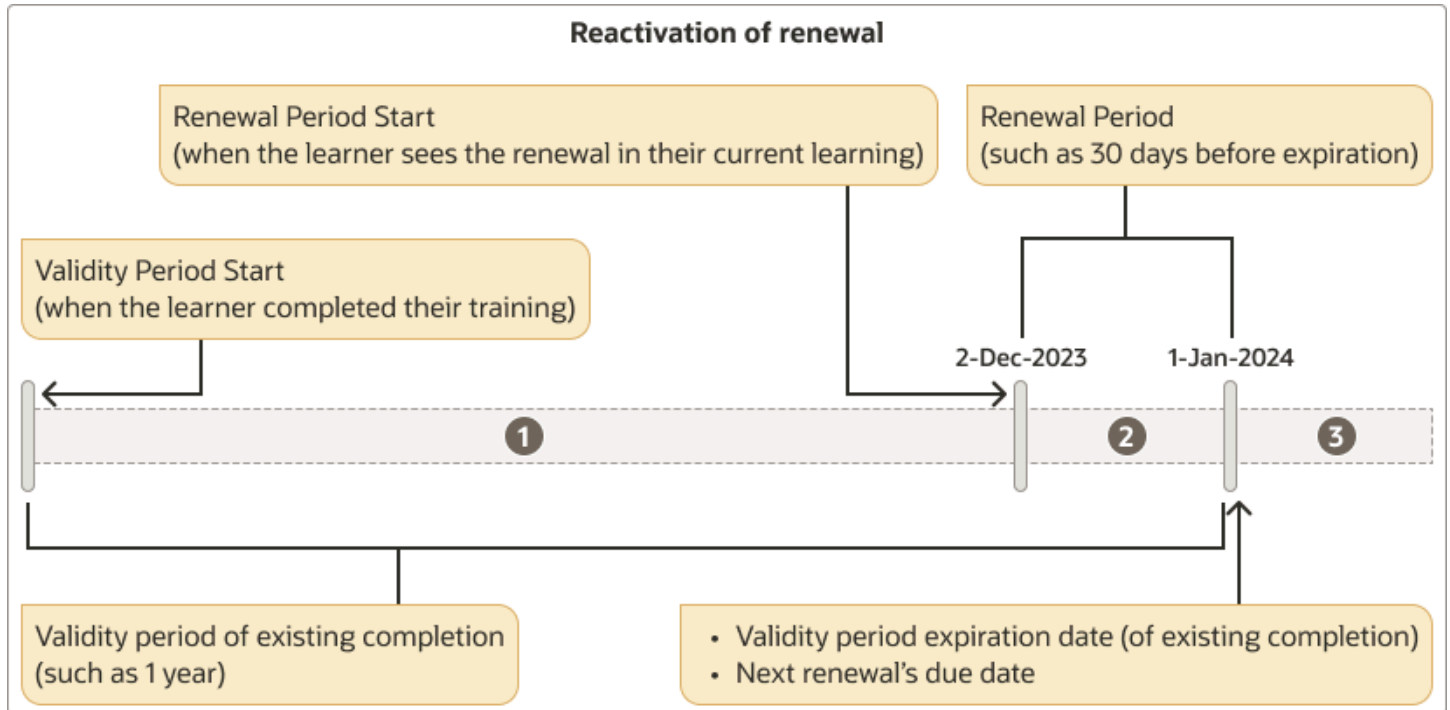 Reactivation of renewal
Renewal Period Start
(when the learner sees the renewal in their current learning)
Renewal Period
(such as 30 days before expiration)
Validity Period Start
(when the learner completed their training)
2-Dec-2023
1-Jan-2024
1
2
3
Validity period of existing completion
(such as 1 year)
• Validity period expiration date (of existing completion)
• Next renewal's due date